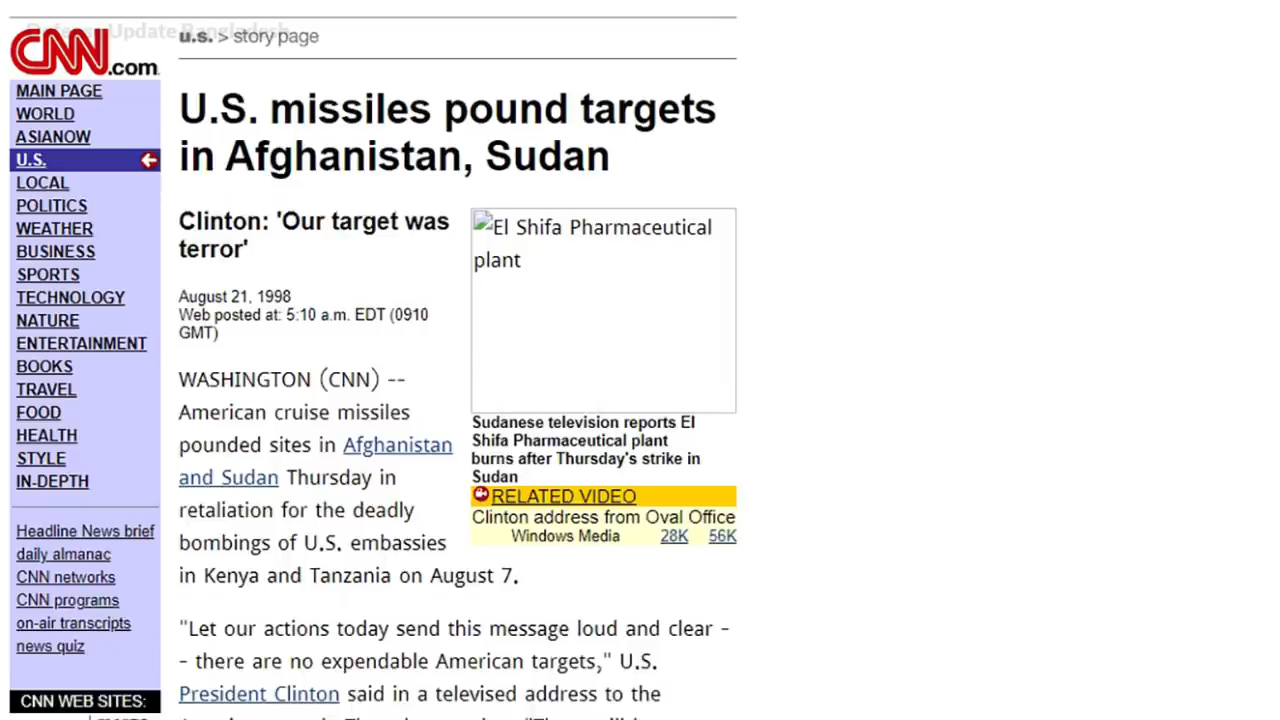 Defense Update Bangladesh
CNN.com
u.s. > story page
MAIN PAGE
WORLD
ASIANOW
U.S.
LOCAL
POLITICS
WEATHER
BUSINESS
SPORTS
TECHNOLOGY
NATURE
ENTERTAINMENT
BOOKS
TRAVEL
FOOD
HEALTH
STYLE
IN-DEPTH
Headline News brief
daily almanac
CNN networks
CNN programs
on-air transcripts
news quiz
CNN WEB SITES:
U.S. missiles pound targets
in Afghanistan, Sudan
Clinton: 'Our target was
terror'
August 21, 1998
Web posted at: 5:10 a.m. EDT (0910
GMT)
El Shifa Pharmaceutical
plant
Sudanese television reports El
Shifa Pharmaceutical plant
burns after Thursday's strike in
Sudan
RELATED VIDEO
Clinton address from Oval Office
Windows Media 28K 56K
WASHINGTON (CNN) --
American cruise missiles
pounded sites in Afghanistan
and Sudan Thursday in
retaliation for the deadly
bombings of U.S. embassies
in Kenya and Tanzania on August 7.
"Let our actions today send this message loud and clear -
- there are no expendable American targets," U.S.
President Clinton said in a televised address to the